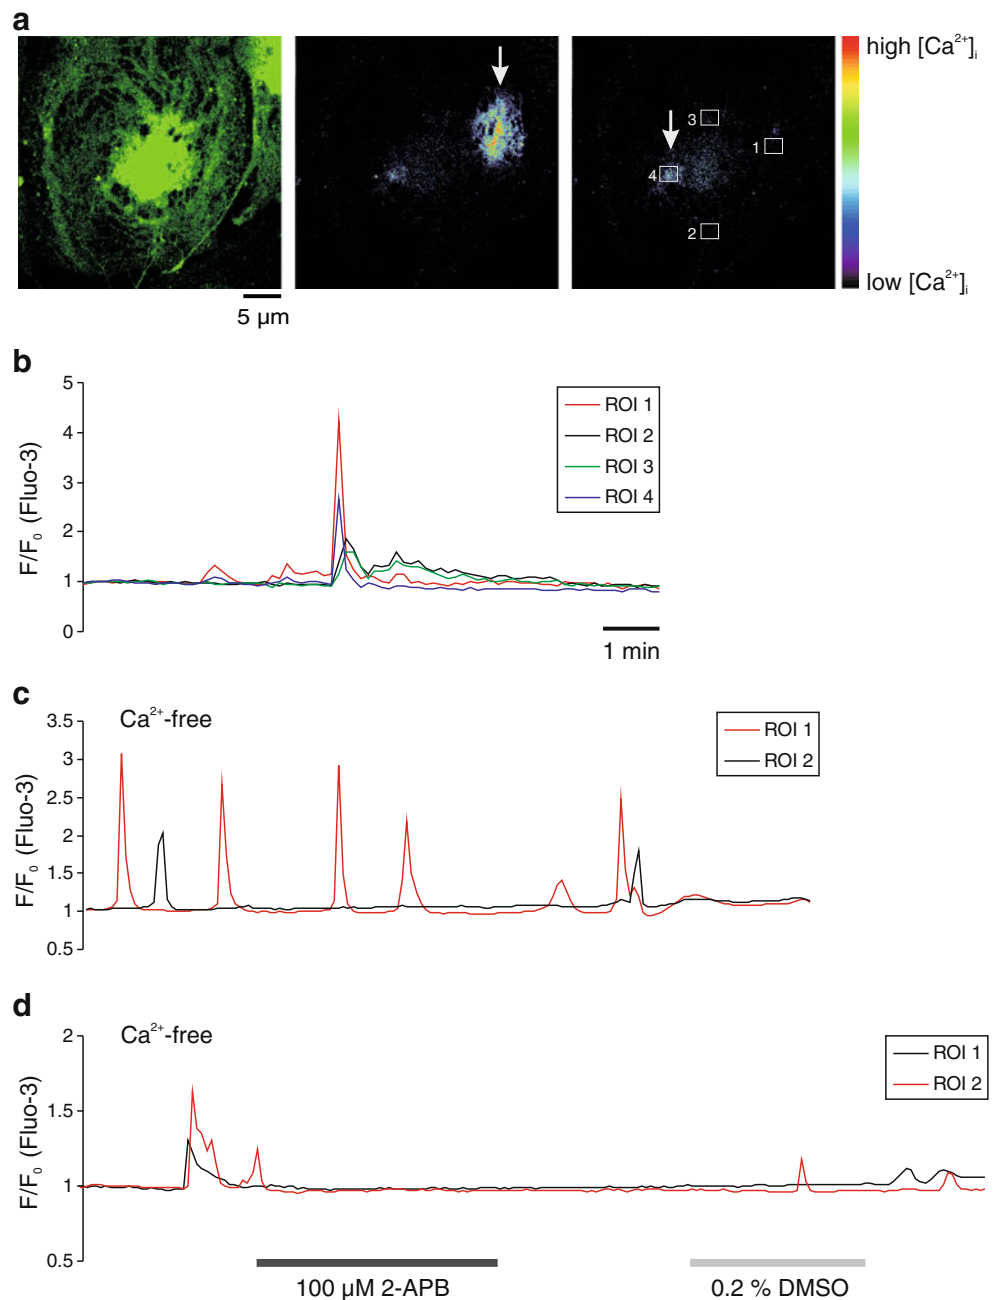 a
high [Ca²⁺]ᵢ
3
1
4
2
low [Ca²⁺]ᵢ
5 µm
b
5
4
3
2
1
0
F/F₀ (Fluo-3)
ROI 1
ROI 2
ROI 3
ROI 4
1 min
c
Ca²⁺-free
3.5
3
2.5
2
1.5
1
0.5
F/F₀ (Fluo-3)
ROI 1
ROI 2
d
Ca²⁺-free
2
1.5
1
0.5
F/F₀ (Fluo-3)
ROI 1
ROI 2
100 µM 2-APB
0.2 % DMSO